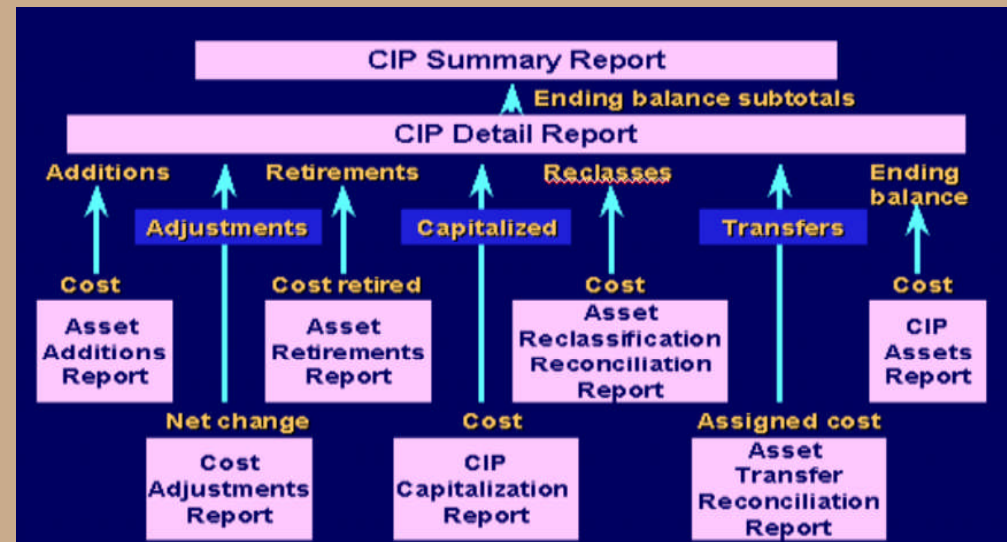 CIP Summary Report
Ending balance subtotals
CIP Detail Report
Additions
Retirements
Reclasses
Ending
balance
Adjustments
Capitalized
Transfers
Cost
Cost retired
Cost
Cost
Asset
Additions
Report
Asset
Retirements
Report
Asset
Reclassification
Reconciliation
Report
CIP
Assets
Report
Net change
Cost
Assigned cost
Cost
Adjustments
Report
CIP
Capitalization
Report
Asset
Transfer
Reconciliation
Report